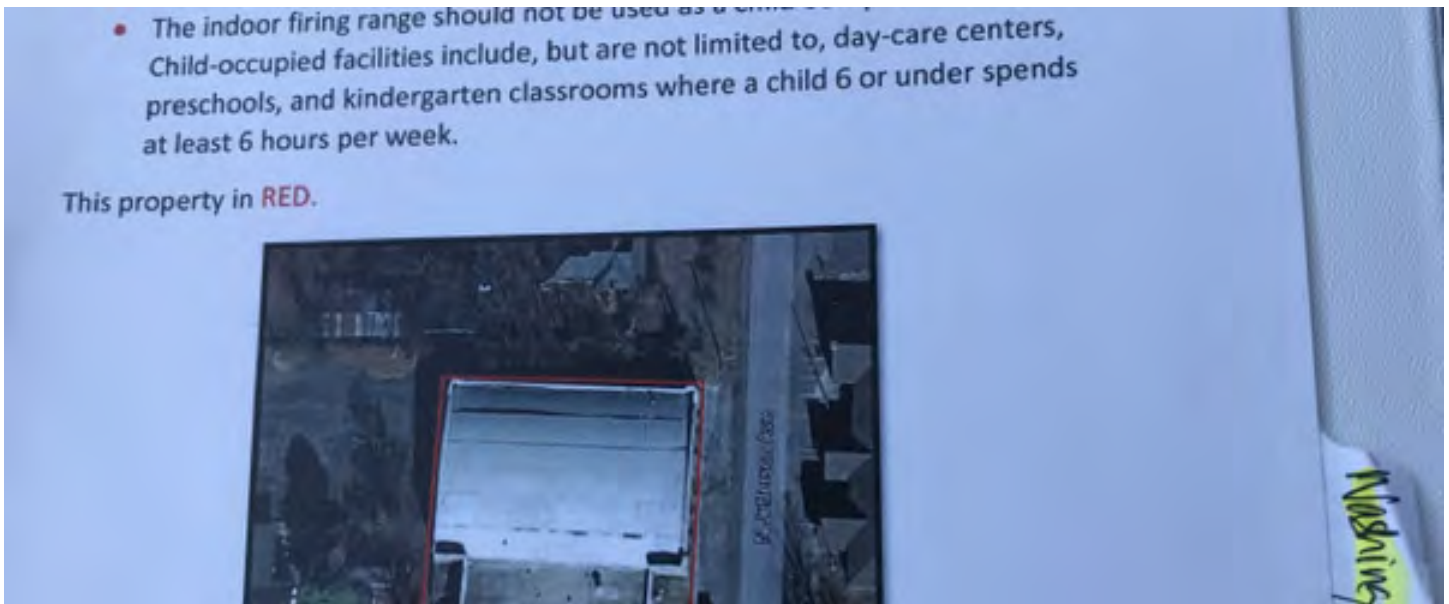 • The indoor firing range should not be used as a
Child-occupied facilities include, but are not limited to, day-care centers,
preschools, and kindergarten classrooms where a child 6 or under spends
at least 6 hours per week.
This property in RED.
Washing